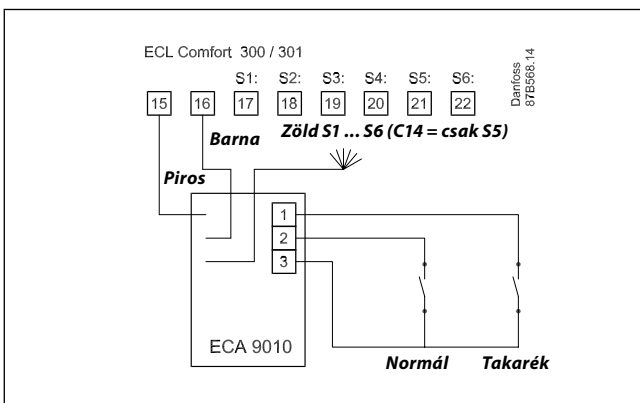 ECL Comfort 300 / 301
S1: S2: S3: S4: S5: S6:
15 16 17 18 19 20 21 22
Danfoss
87B568.14
Barna
Zöld S1 ... S6 (C14 = csak S5)
Piros
1
2
3
ECA 9010
Normál Takarék